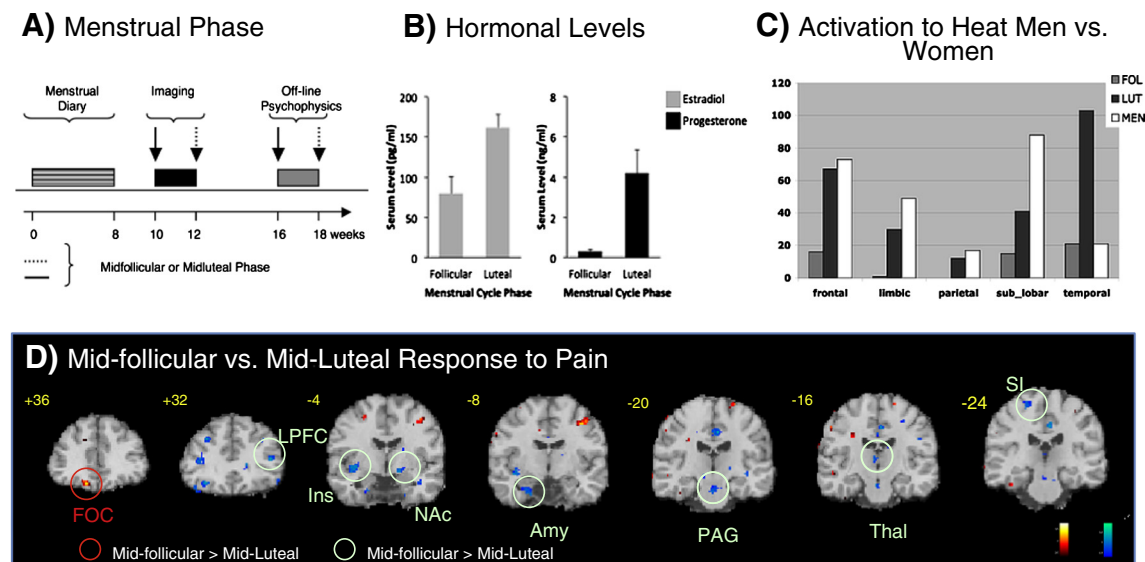 A) Menstrual Phase
Menstrual
Diary
Imaging
Off-line
Psychophysics
0 8 10 12 16 18 weeks
Midfollicular or Midluteal Phase
B) Hormonal Levels
Serum Level (pg/ml)
200
150
100
50
0
Follicular Luteal
Menstrual Cycle Phase
Serum Level (ng/ml)
8
6
4
2
0
Follicular Luteal
Menstrual Cycle Phase
Estradiol
Progesterone
C) Activation to Heat Men vs.
Women
120
100
80
60
40
20
0
frontal limbic parietal sub_lobar temporal
FOL
LUT
MEN
D) Mid-follicular vs. Mid-Luteal Response to Pain
+36 +32 -4 -8 -20 -16 -24
FOC
LPFC
Ins
NAc
Amy
PAG
Thal
SI
Mid-follicular > Mid-Luteal
Mid-follicular > Mid-Luteal